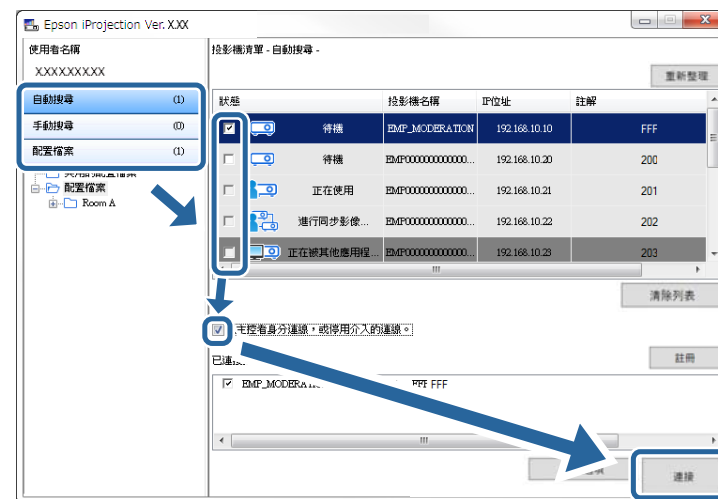 Epson iProjection Ver. X.XX
使用者名稱
XXXXXXXXX
自動搜尋 (1)
手動搜尋 (0)
配置檔案 (1)
配置檔案
Room A
投影機清單 - 自動搜尋 -
重新整理
狀態 投影機名稱 IP位址 註解
待機 EMP_MODERATION 192.168.10.10 FFF
待機 EMP000000000000... 192.168.10.20 200
正在使用 EMP000000000000... 192.168.10.21 201
進行同步影像... EMP000000000000... 192.168.10.22 202
正在被其他應用程... EMP000000000000... 192.168.10.23 203
清除列表
主控者身分連線，或停用介入的連線。
已連
註冊
EMP_MODERA FFF FFF
連接